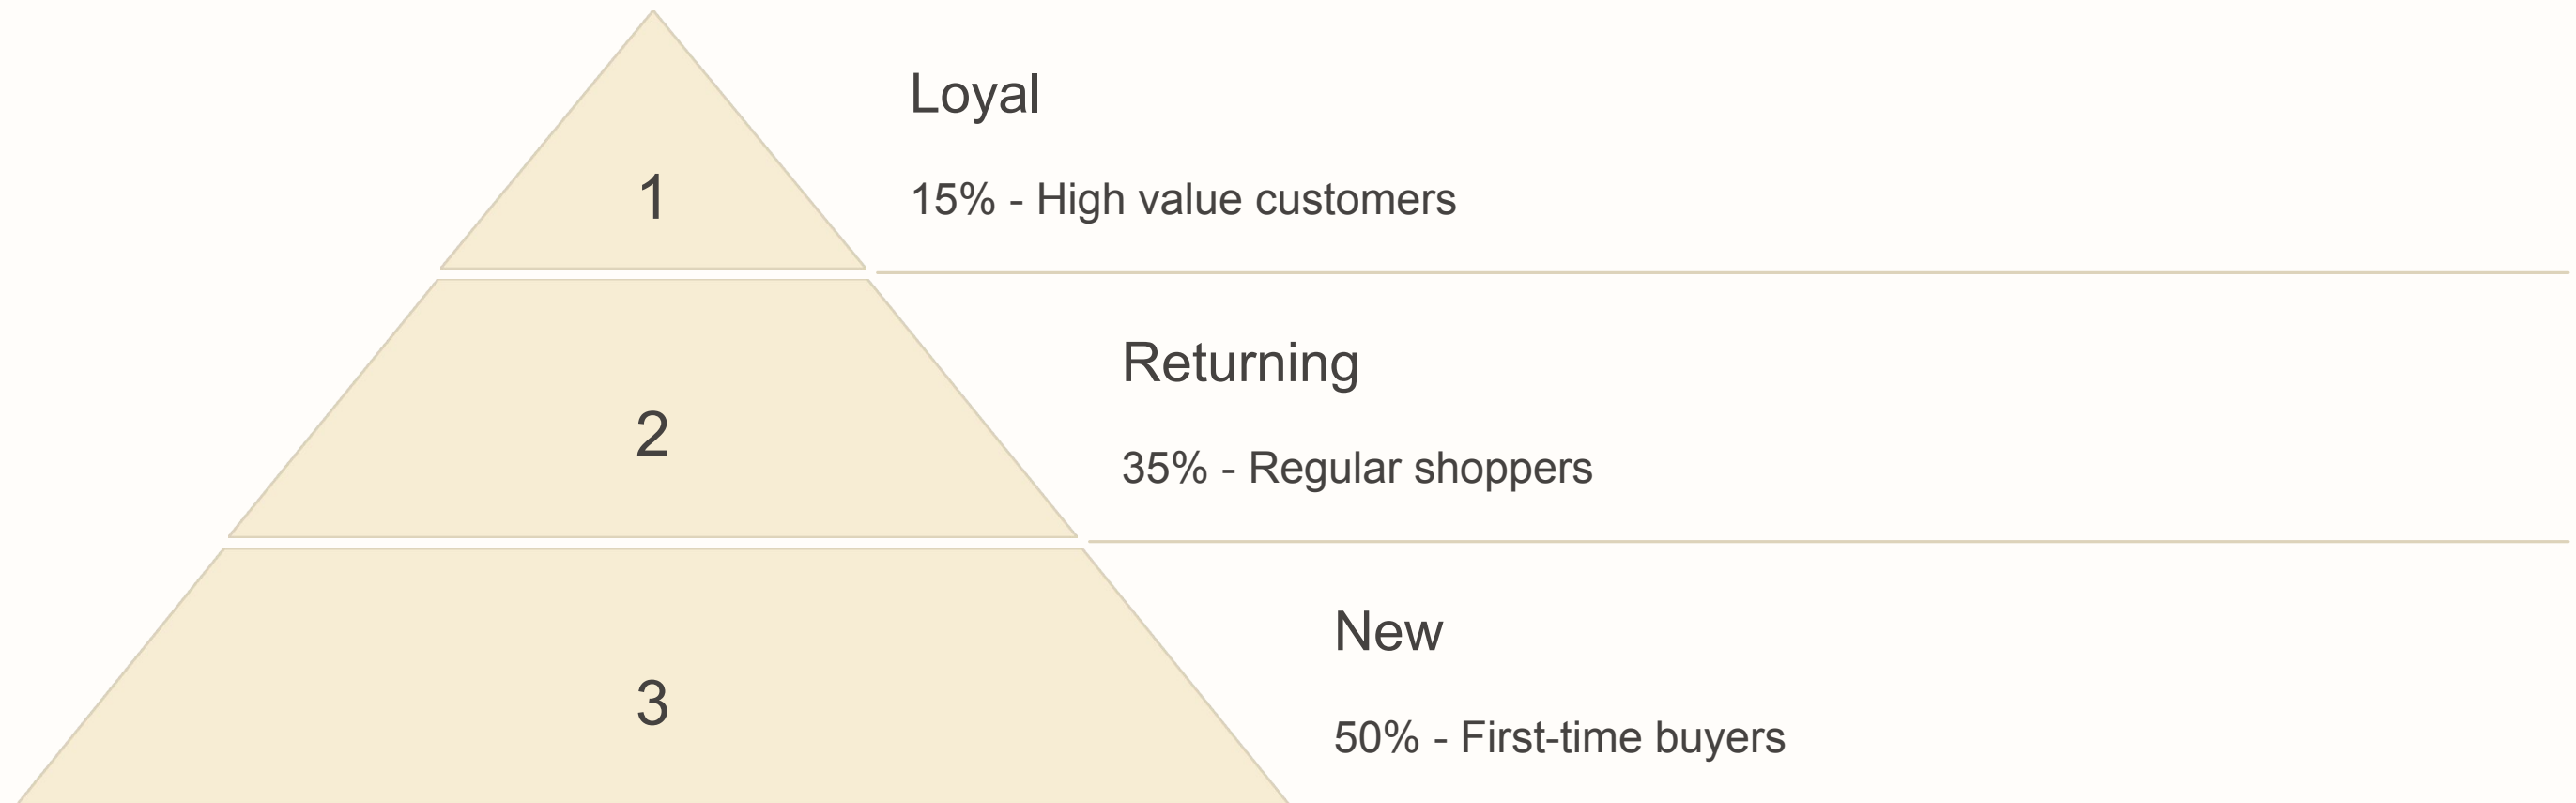 1
Loyal
15% - High value customers
2
Returning
35% - Regular shoppers
3
New
50% - First-time buyers